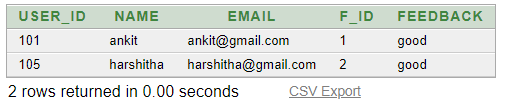 USER_ID NAME EMAIL F_ID FEEDBACK
101 ankit ankit@gmail.com 1 good
105 harshitha harshitha@gmail.com 2 good
2 rows returned in 0.00 seconds CSV Export